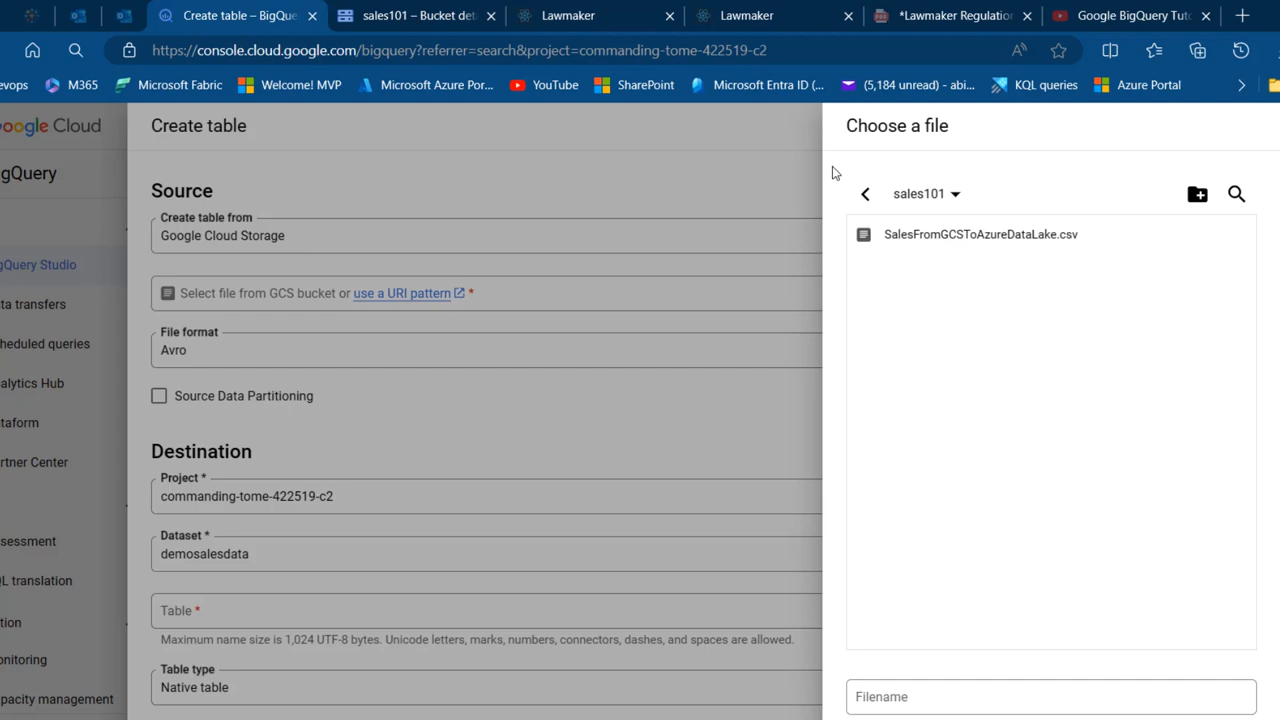 Create table – BigQue
sales101 – Bucket det
Lawmaker
Lawmaker
*Lawmaker Regulatio
Google BigQuery Tuto
https://console.cloud.google.com/bigquery?referrer=search&project=commanding-tome-422519-c2
evops
M365
Microsoft Fabric
Welcome! MVP
Microsoft Azure Por...
YouTube
SharePoint
Microsoft Entra ID (...
(5,184 unread) - abi...
KQL queries
Azure Portal
oogle Cloud
Create table
Choose a file
gQuery
Source
sales101
Create table from
Google Cloud Storage
SalesFromGCSToAzureDataLake.csv
gQuery Studio
Select file from GCS bucket or use a URI pattern *
ta transfers
File format
heduled queries
Avro
alytics Hub
Source Data Partitioning
taform
Destination
rtner Center
Project *
commanding-tome-422519-c2
Dataset *
sessment
demosalesdata
QL translation
Table *
tion
Maximum name size is 1,024 UTF-8 bytes. Unicode letters, marks, numbers, connectors, dashes, and spaces are allowed.
onitoring
Table type
Native table
apacity management
Filename